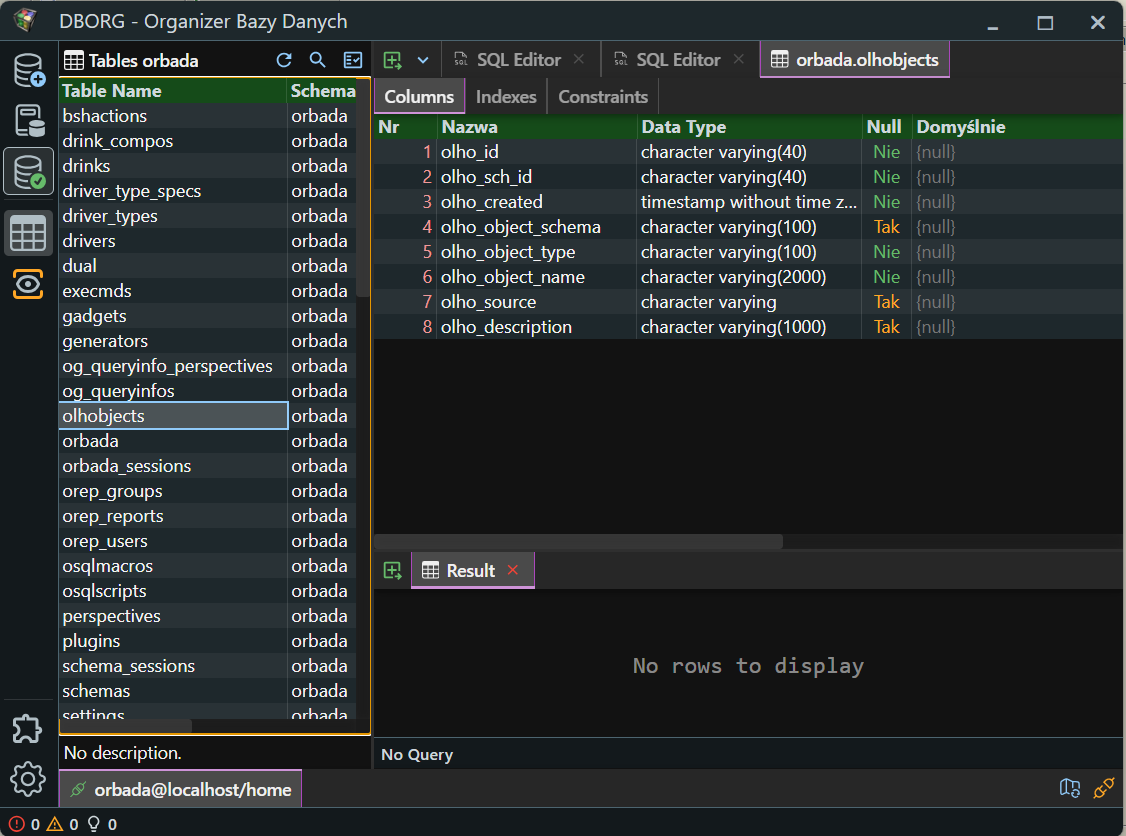 DBORG - Organizer Bazy Danych
Tables orbada
Table Name Schema
bshactions orbada
drink_compos orbada
drinks orbada
driver_type_specs orbada
driver_types orbada
drivers orbada
dual orbada
execmds orbada
gadgets orbada
generators orbada
og_queryinfo_perspectives orbada
og_queryinfos orbada
olhobjects orbada
orbada orbada
orbada_sessions orbada
orep_groups orbada
orep_reports orbada
orep_users orbada
osqlmacros orbada
osqlscripts orbada
perspectives orbada
plugins orbada
schema_sessions orbada
schemas orbada
settings orbada
No description.
SQL Editor SQL Editor orbada.olhobjects
Columns Indexes Constraints
Nr Nazwa Data Type Null Domyślnie
1 olho_id character varying(40) Nie {null}
2 olho_sch_id character varying(40) Nie {null}
3 olho_created timestamp without time z... Nie {null}
4 olho_object_schema character varying(100) Tak {null}
5 olho_object_type character varying(100) Nie {null}
6 olho_object_name character varying(2000) Nie {null}
7 olho_source character varying Tak {null}
8 olho_description character varying(1000) Tak {null}
Result
No rows to display
No Query
orbada@localhost/home
0 0 0